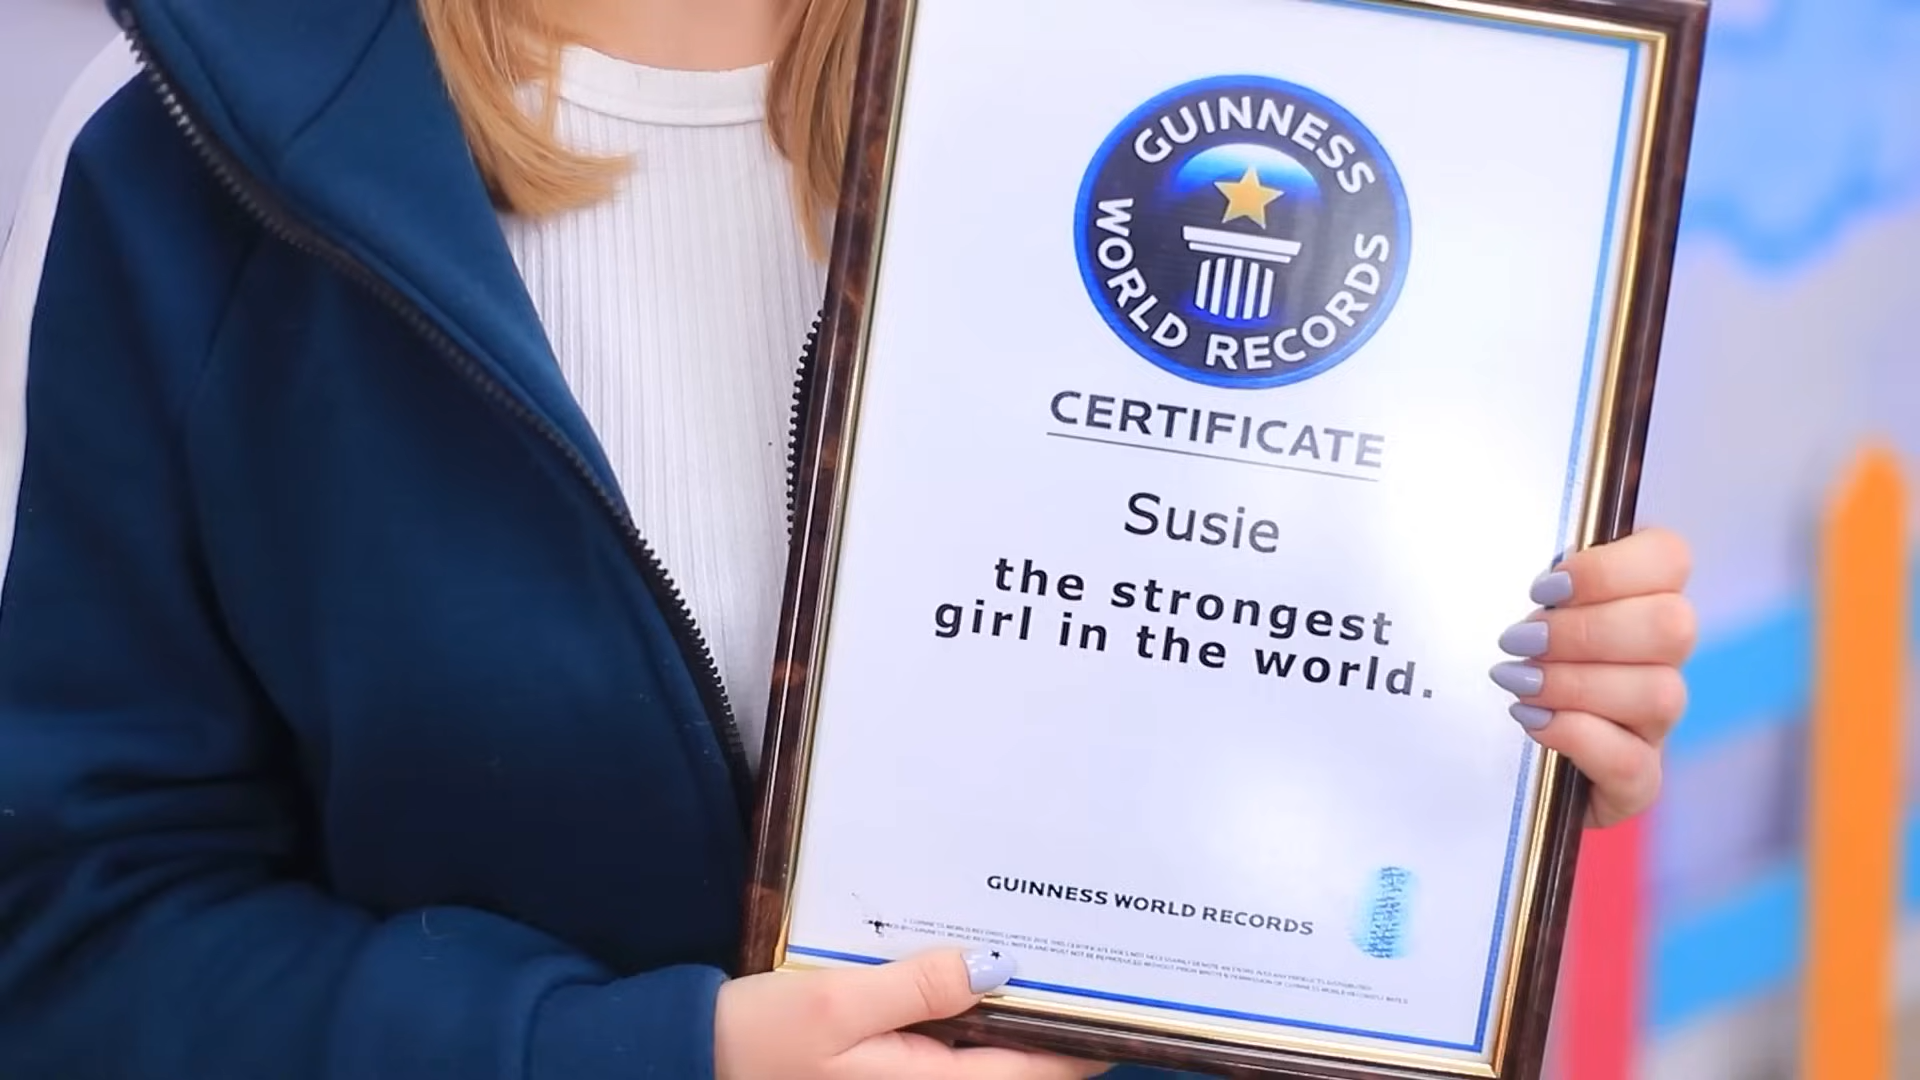 GUINNESS
WORLD RECORDS
CERTIFICATE
Susie
the strongest
girl in the world.
GUINNESS WORLD RECORDS